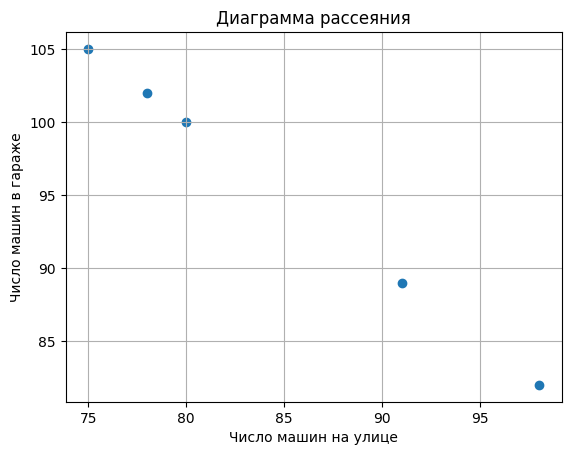 Диаграмма рассеяния
105
100
95
90
85
Число машин в гараже
75 80 85 90 95
Число машин на улице